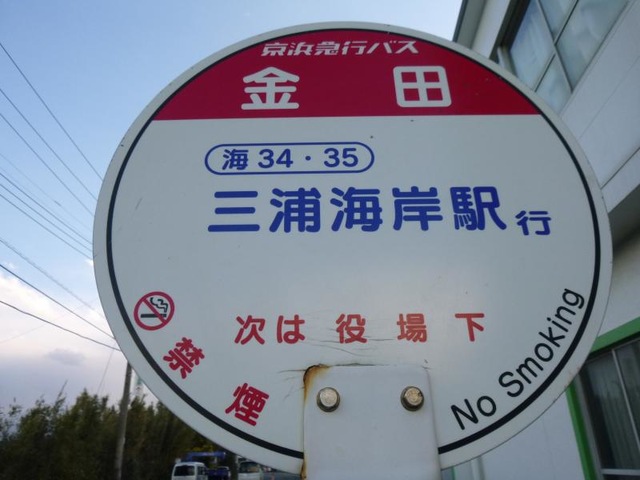 京浜急行バス
金田
海34・35
三浦海岸駅行
次は役場下
禁煙
No Smoking